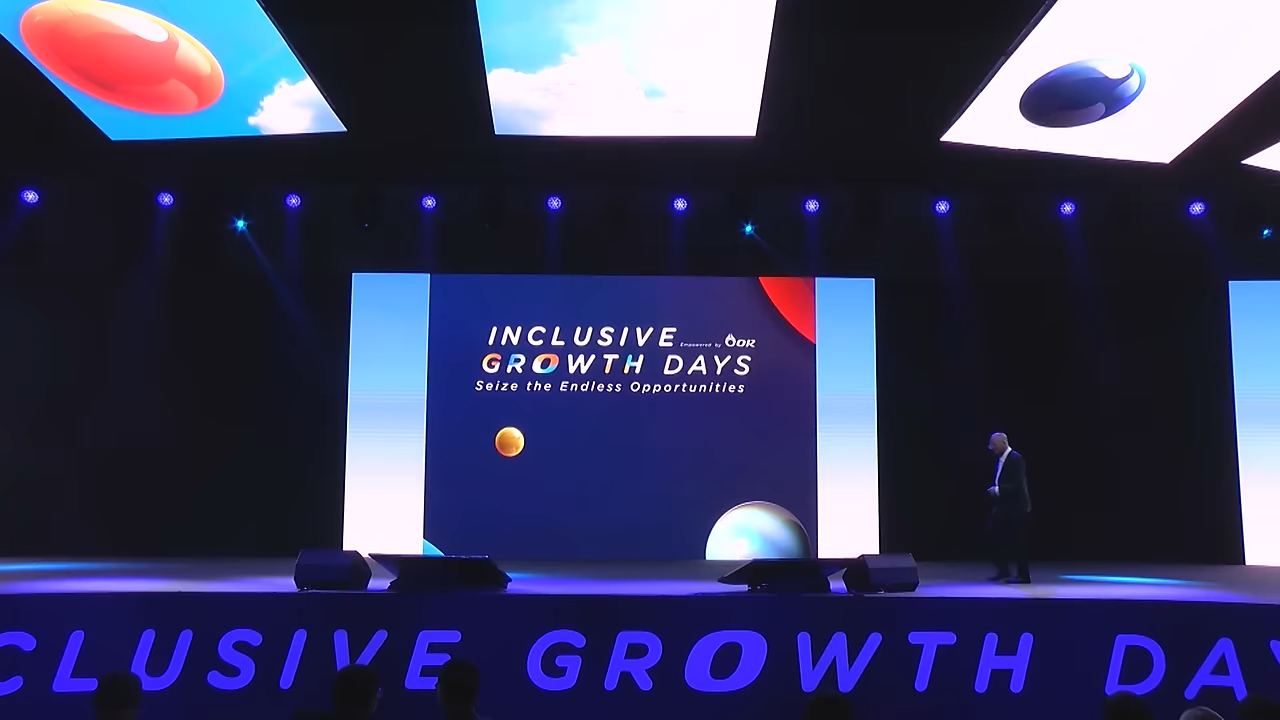 INCLUSIVE Empowered by OR
GROWTH DAYS
Seize the Endless Opportunities
CLUSIVE GROWTH DAY